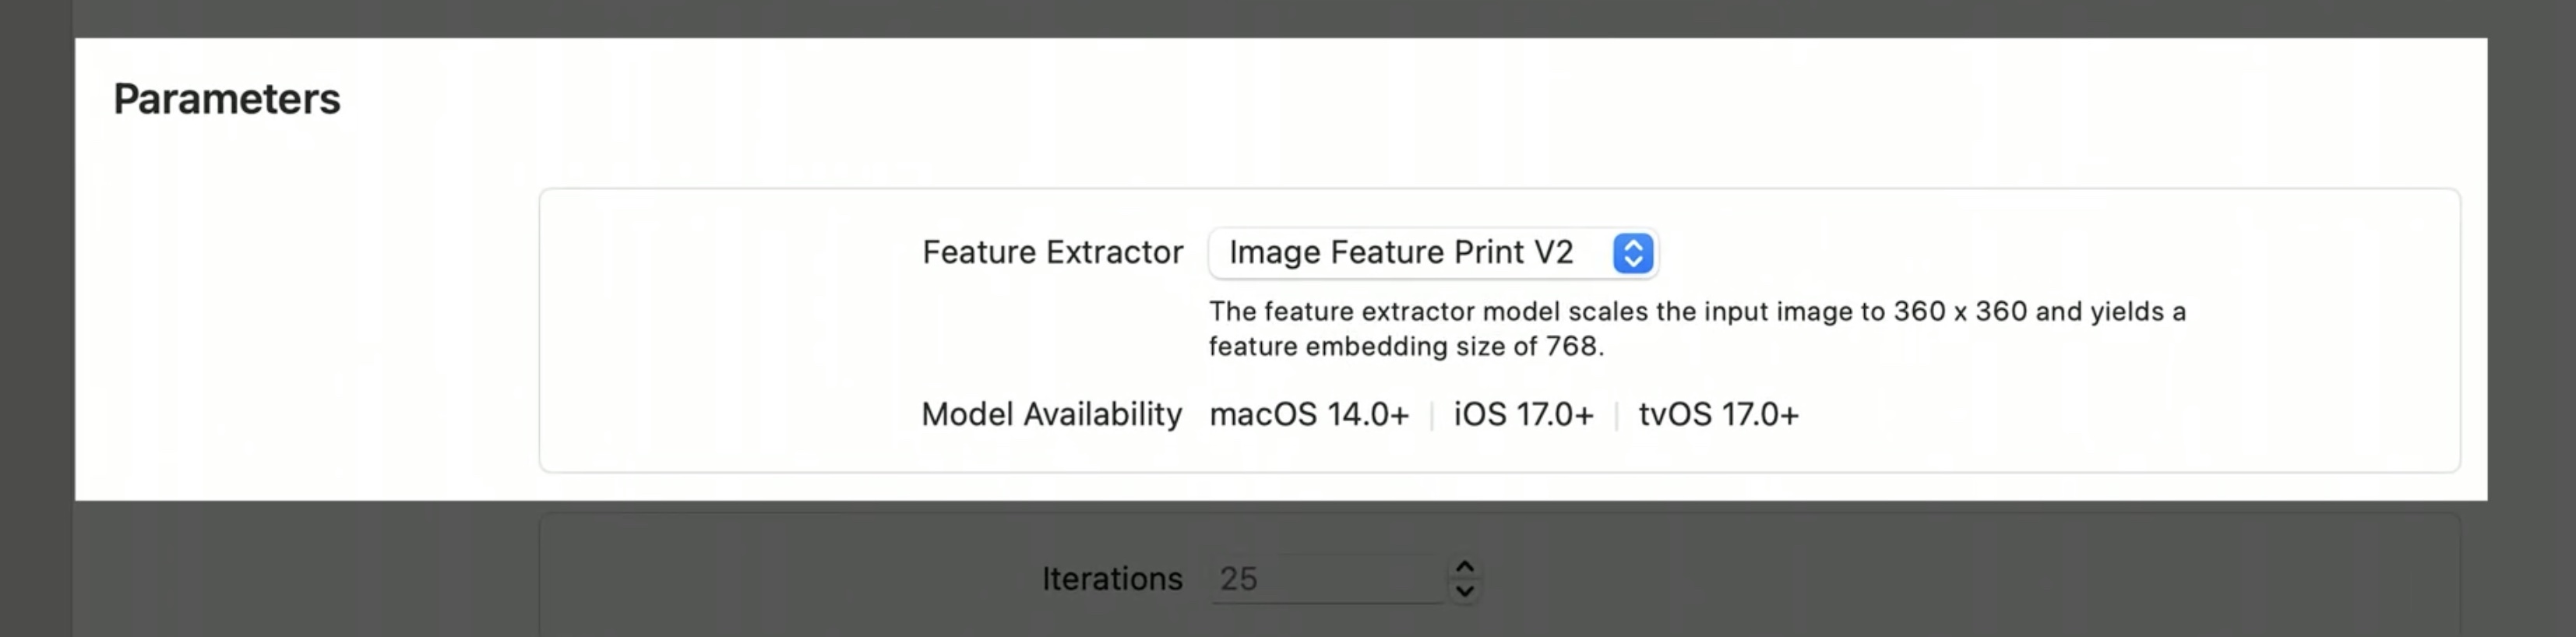 Parameters
Feature Extractor Image Feature Print V2
The feature extractor model scales the input image to 360 x 360 and yields a
feature embedding size of 768.
Model Availability macOS 14.0+ | iOS 17.0+ | tvOS 17.0+
Iterations 25